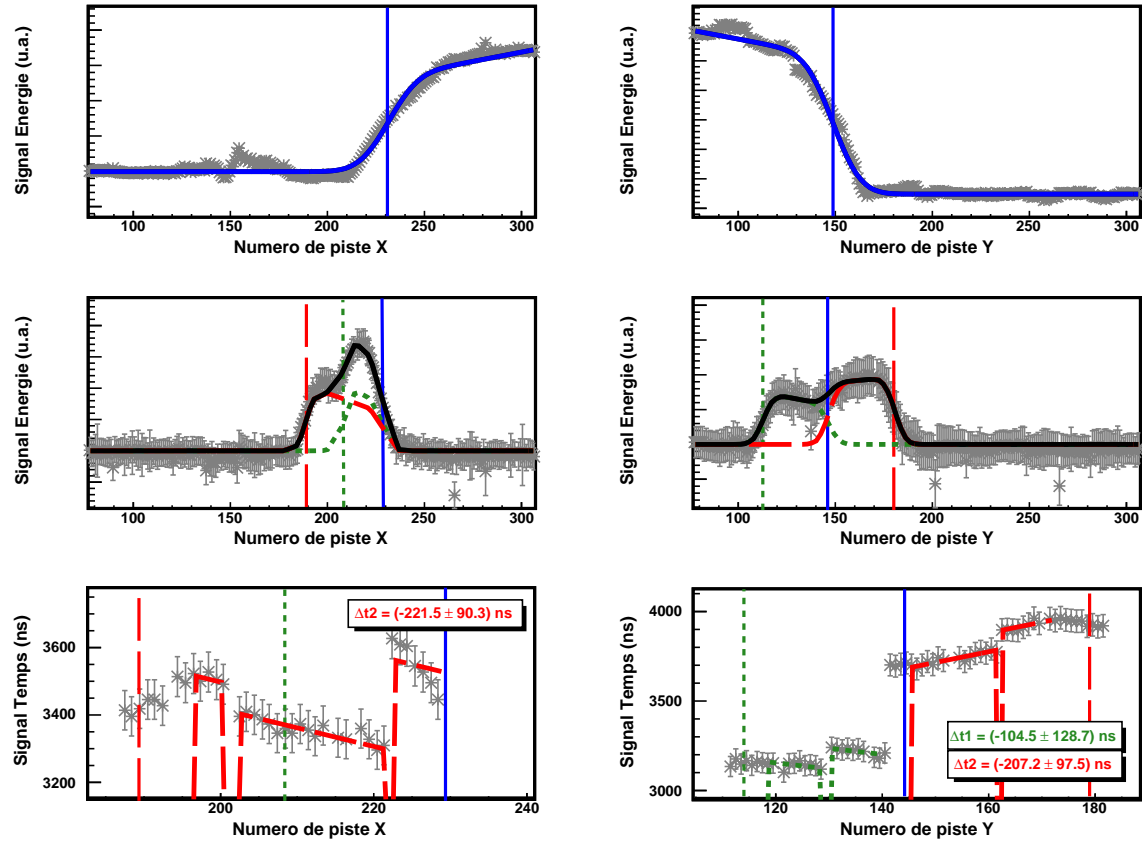 Signal Energie (u.a.)
100 150 200 250 300
Numero de piste X
Signal Energie (u.a.)
100 150 200 250 300
Numero de piste Y
Signal Energie (u.a.)
100 150 200 250 300
Numero de piste X
Signal Energie (u.a.)
100 150 200 250 300
Numero de piste Y
Signal Temps (ns)
3600
3400
3200
Δt2 = (-221.5 ± 90.3) ns
200 220 240
Numero de piste X
Signal Temps (ns)
4000
3500
3000
Δt1 = (-104.5 ± 128.7) ns
Δt2 = (-207.2 ± 97.5) ns
120 140 160 180
Numero de piste Y